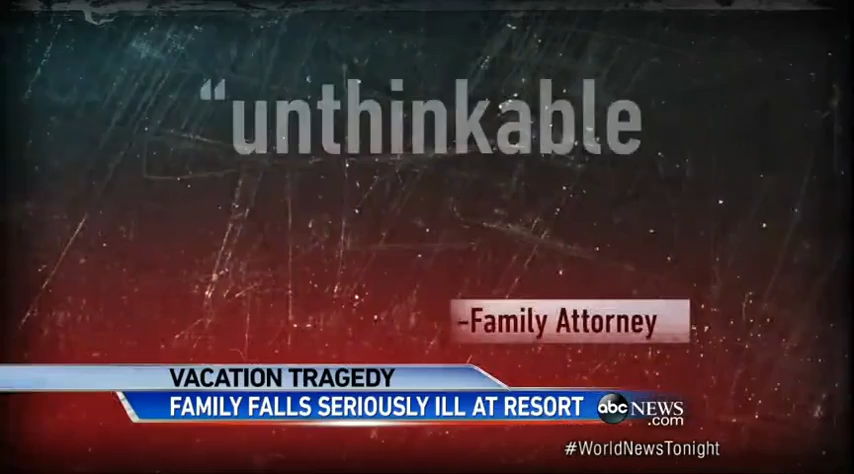 “unthinkable
-Family Attorney
VACATION TRAGEDY
FAMILY FALLS SERIOUSLY ILL AT RESORT
abc NEWS
.com
#WorldNewsTonight